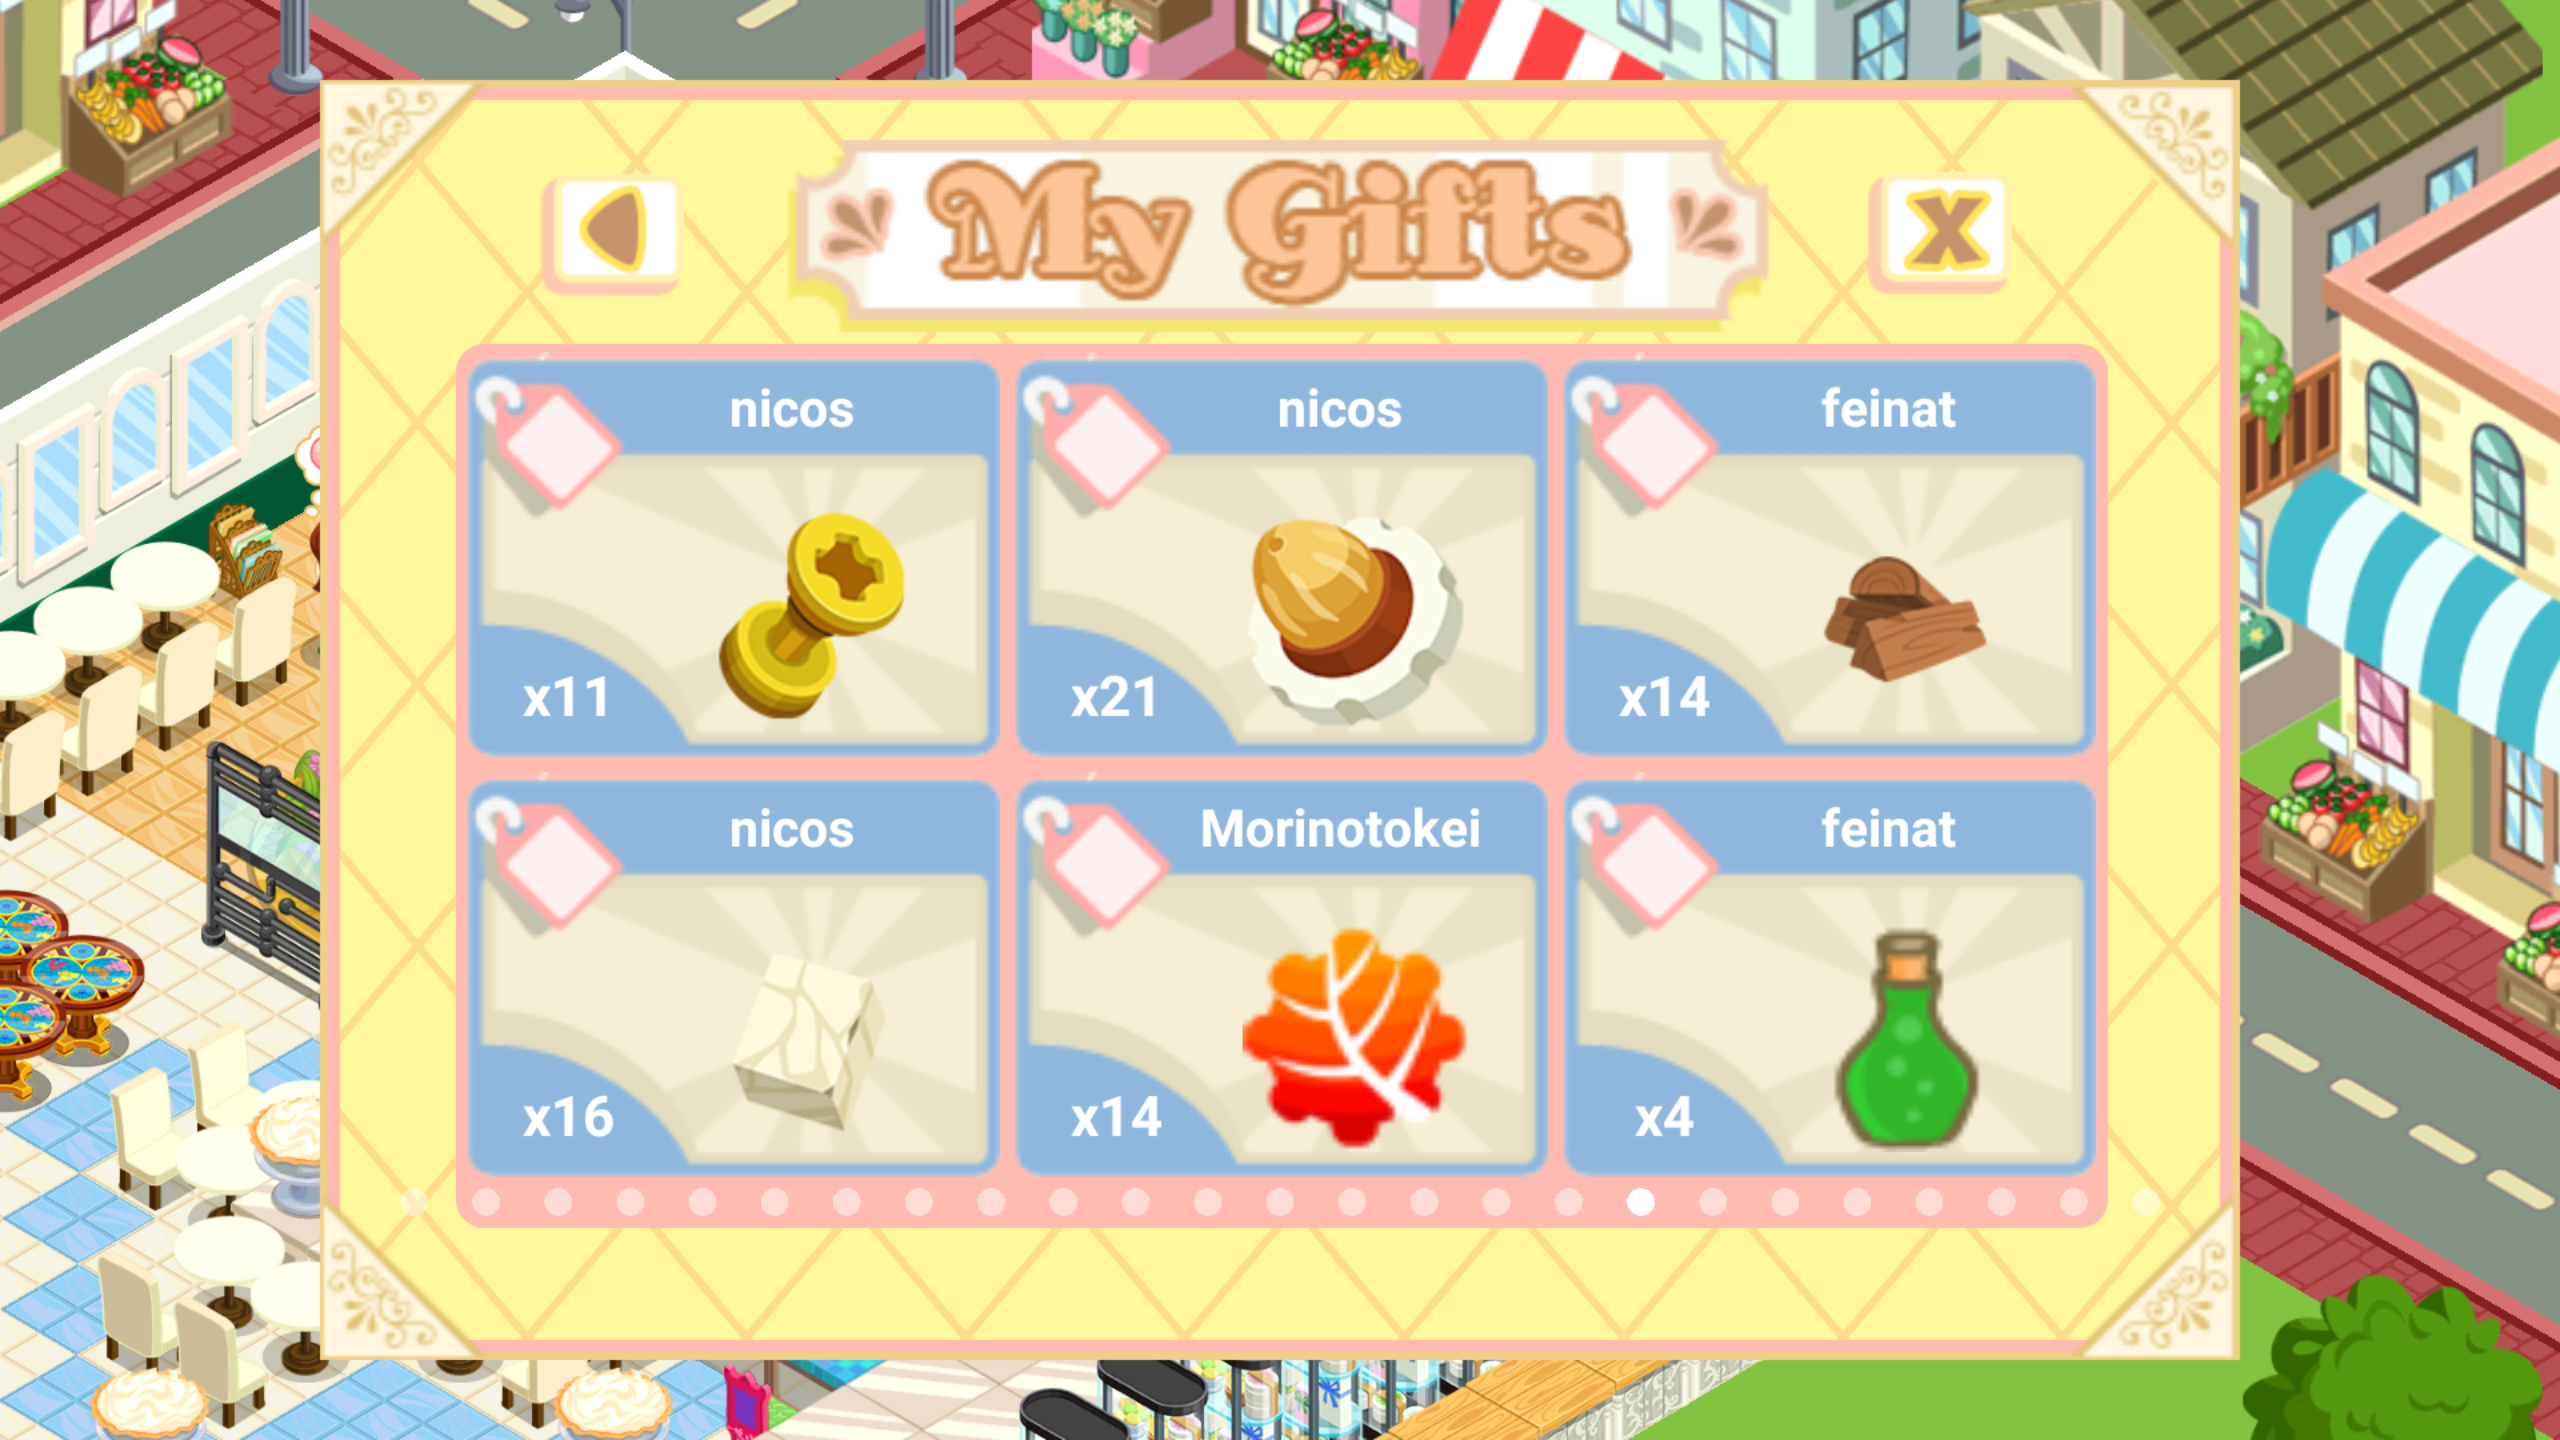 My Gifts
nicos
nicos
feinat
x11
x21
x14
nicos
Morinotokei
feinat
x16
x14
x4